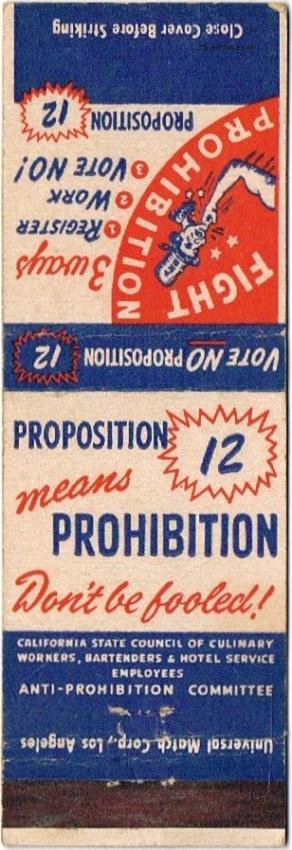 VOTE NO PROPOSITION 12
FIGHT
PROHIBITION
3 ways
1 REGISTER
2 WORK
3 VOTE NO!
PROPOSITION 12
Close Cover Before Striking
PROPOSITION 12
means
PROHIBITION
Don't be fooled!
CALIFORNIA STATE COUNCIL OF CULINARY
WORKERS, BARTENDERS & HOTEL SERVICE
EMPLOYEES
ANTI-PROHIBITION COMMITTEE
Universal Match Corp., Los Angeles